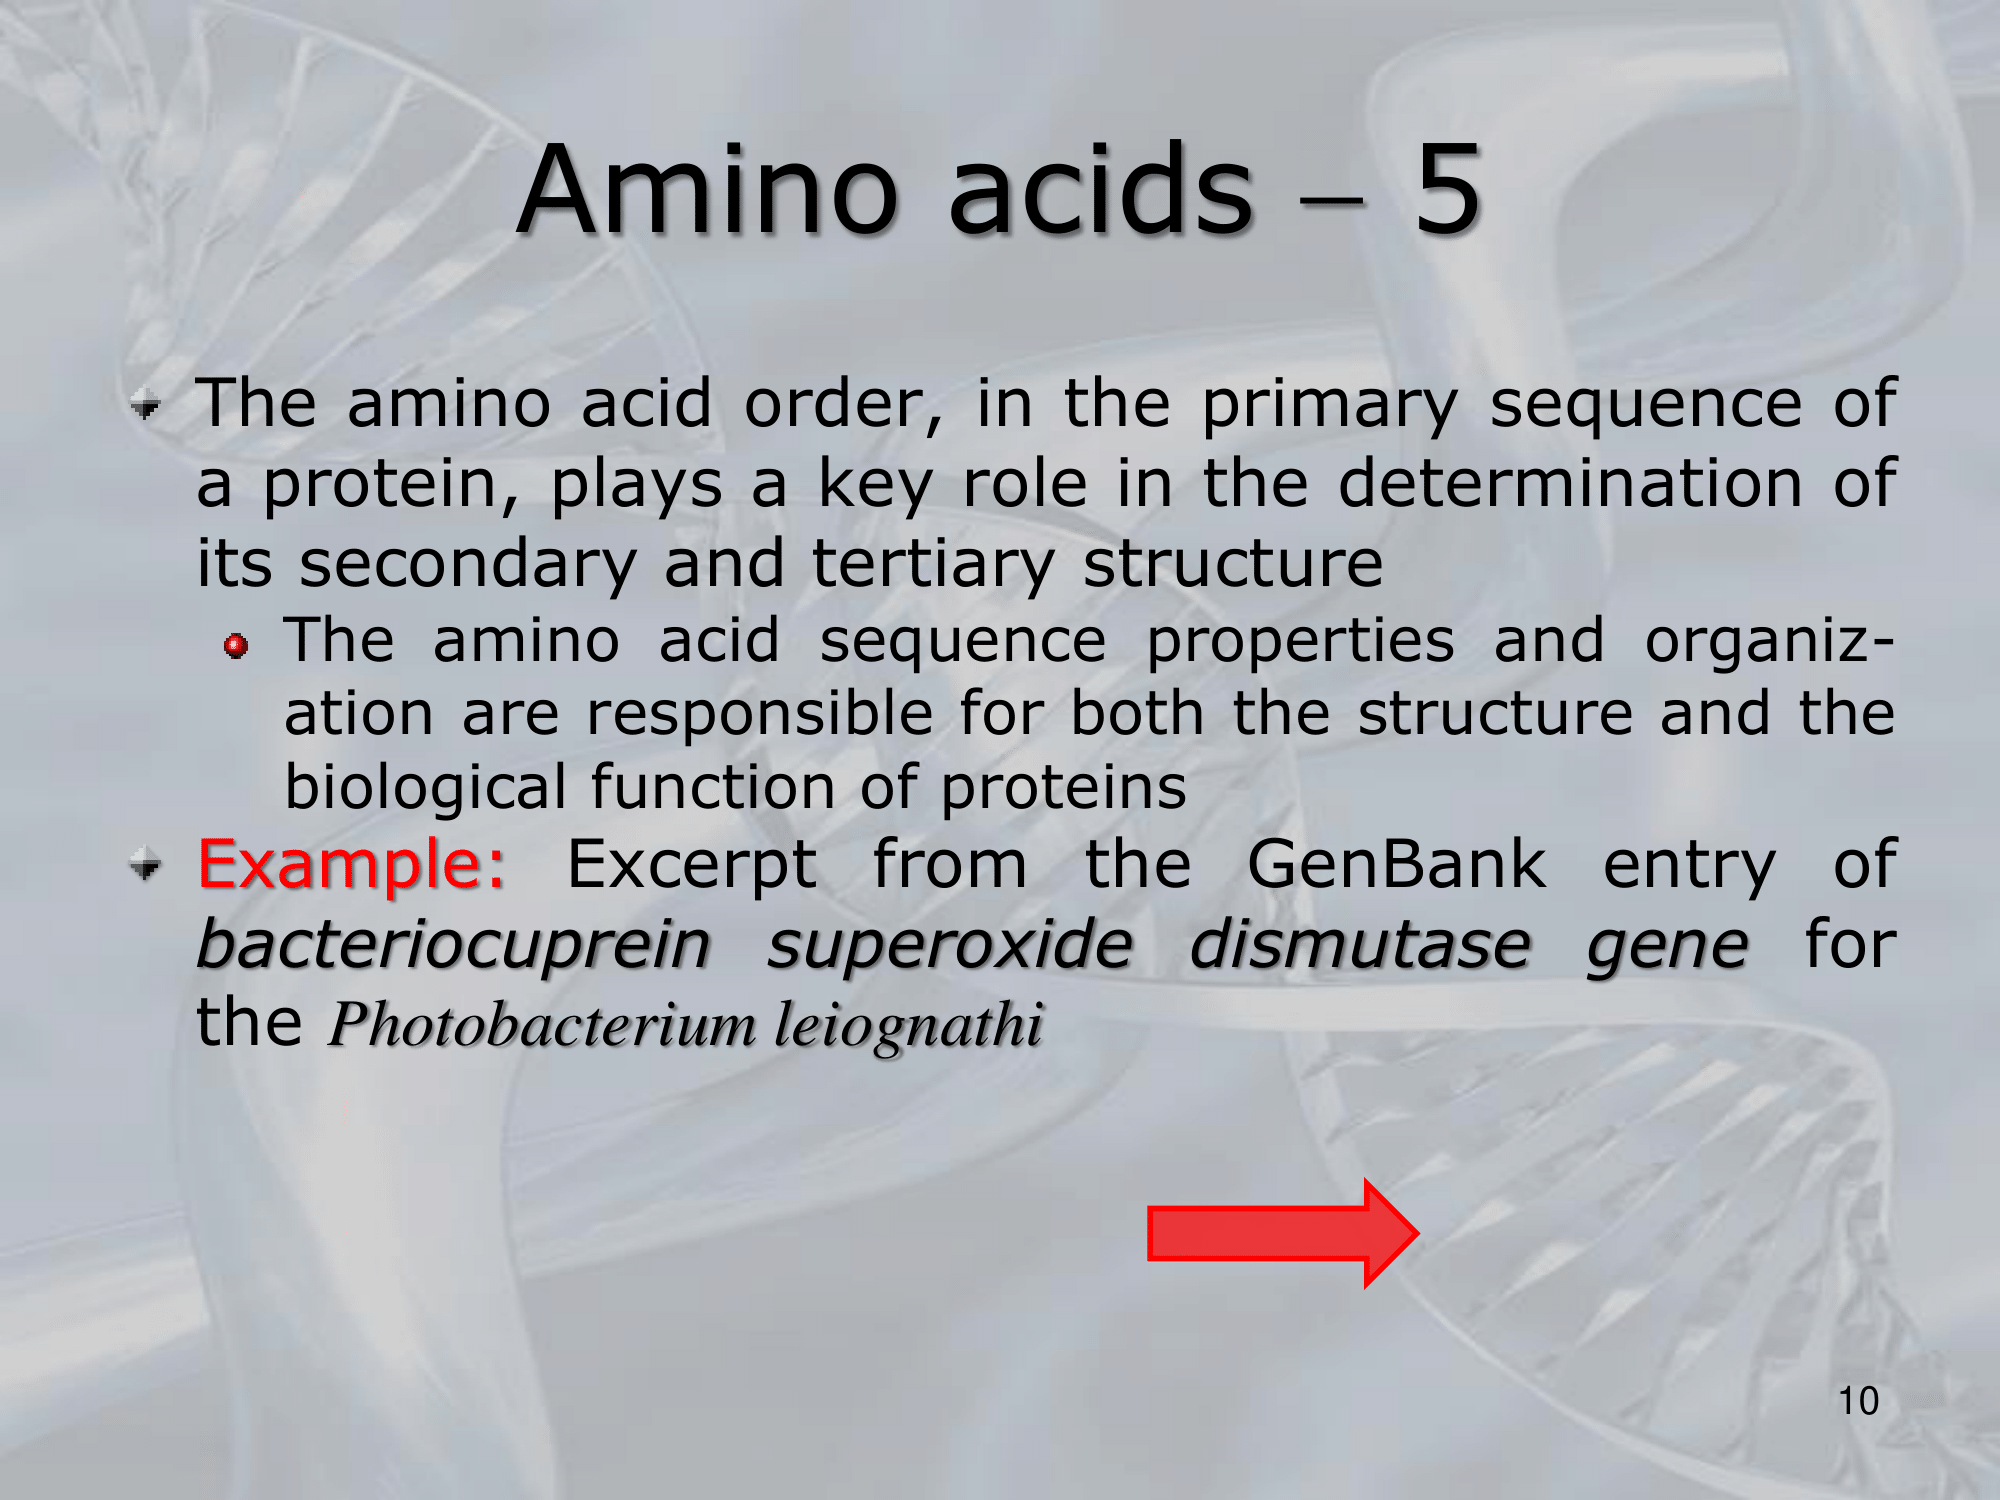 Amino acids – 5
The amino acid order, in the primary sequence of
a protein, plays a key role in the determination of
its secondary and tertiary structure
The amino acid sequence properties and organiz-
ation are responsible for both the structure and the
biological function of proteins
Example: Excerpt from the GenBank entry of
bacteriocuprein superoxide dismutase gene for
the Photobacterium leiognathi
10